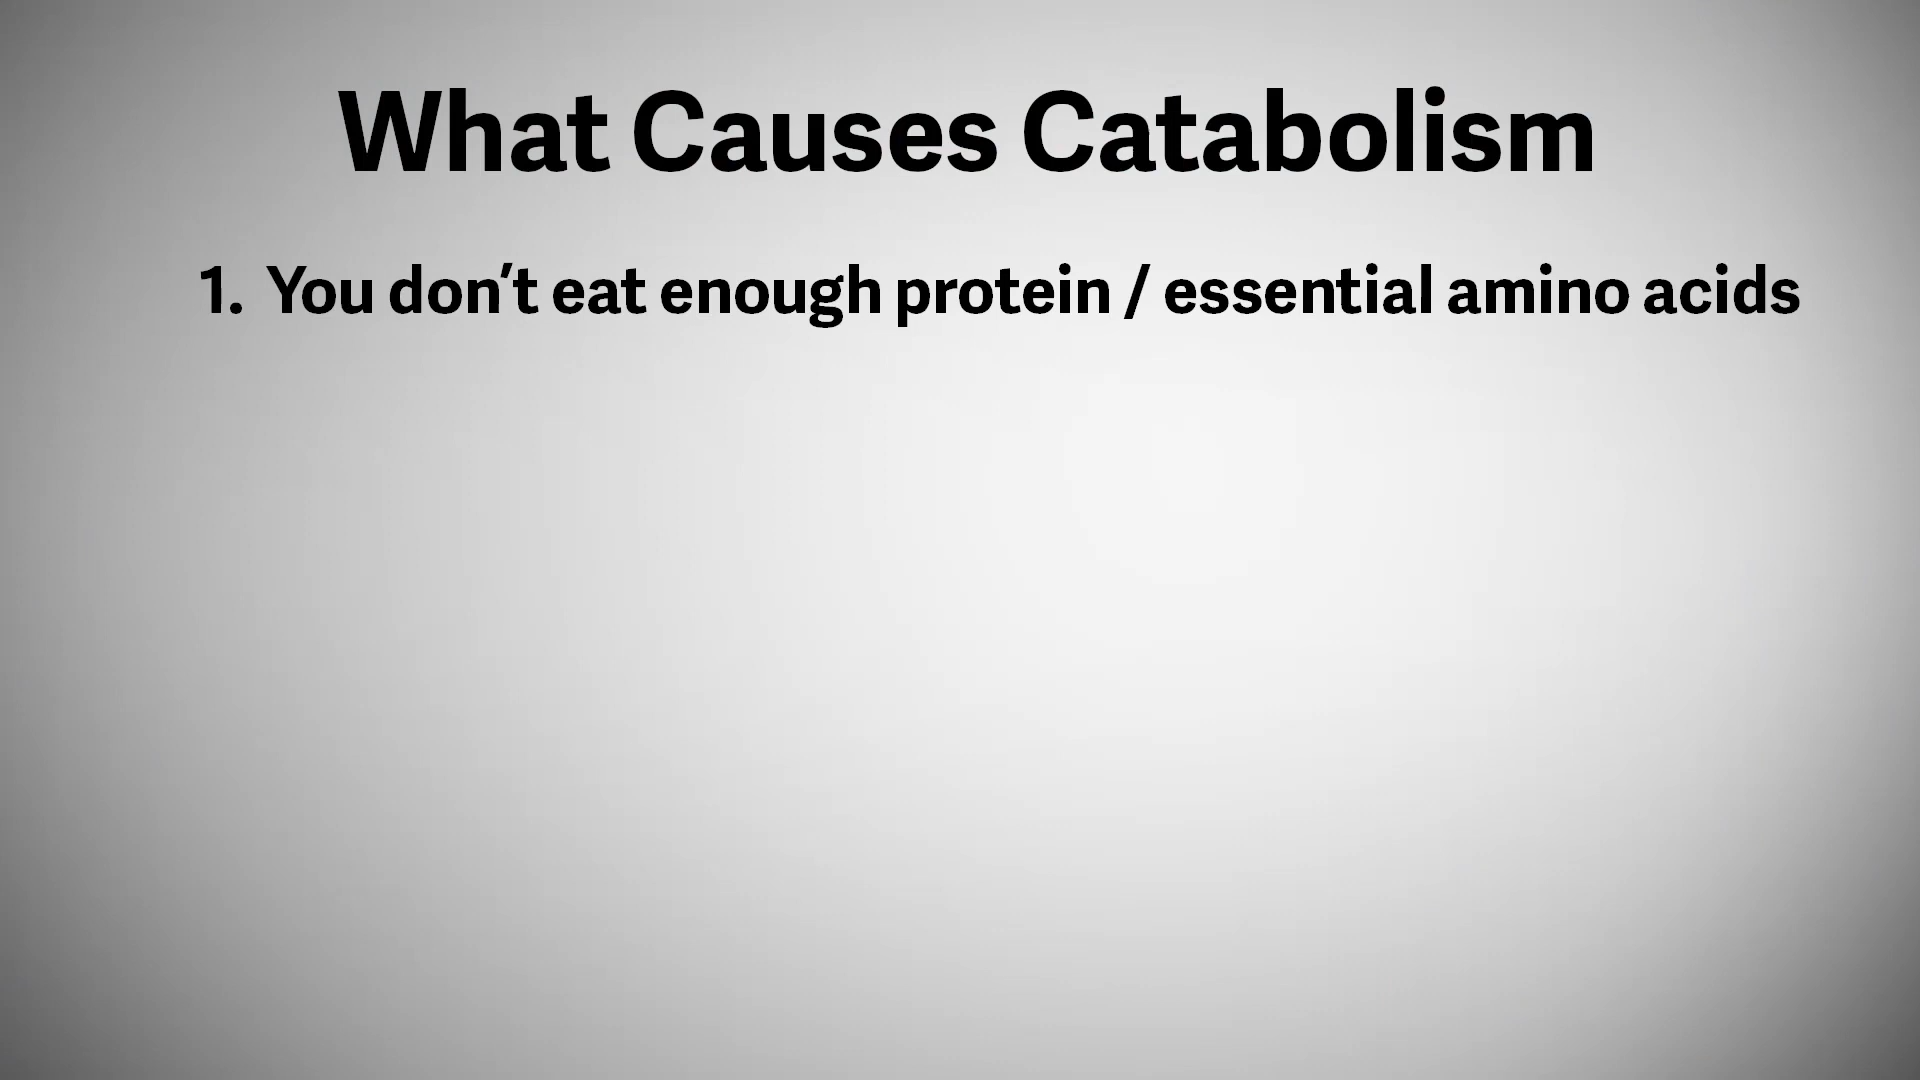 What Causes Catabolism
1. You don't eat enough protein / essential amino acids